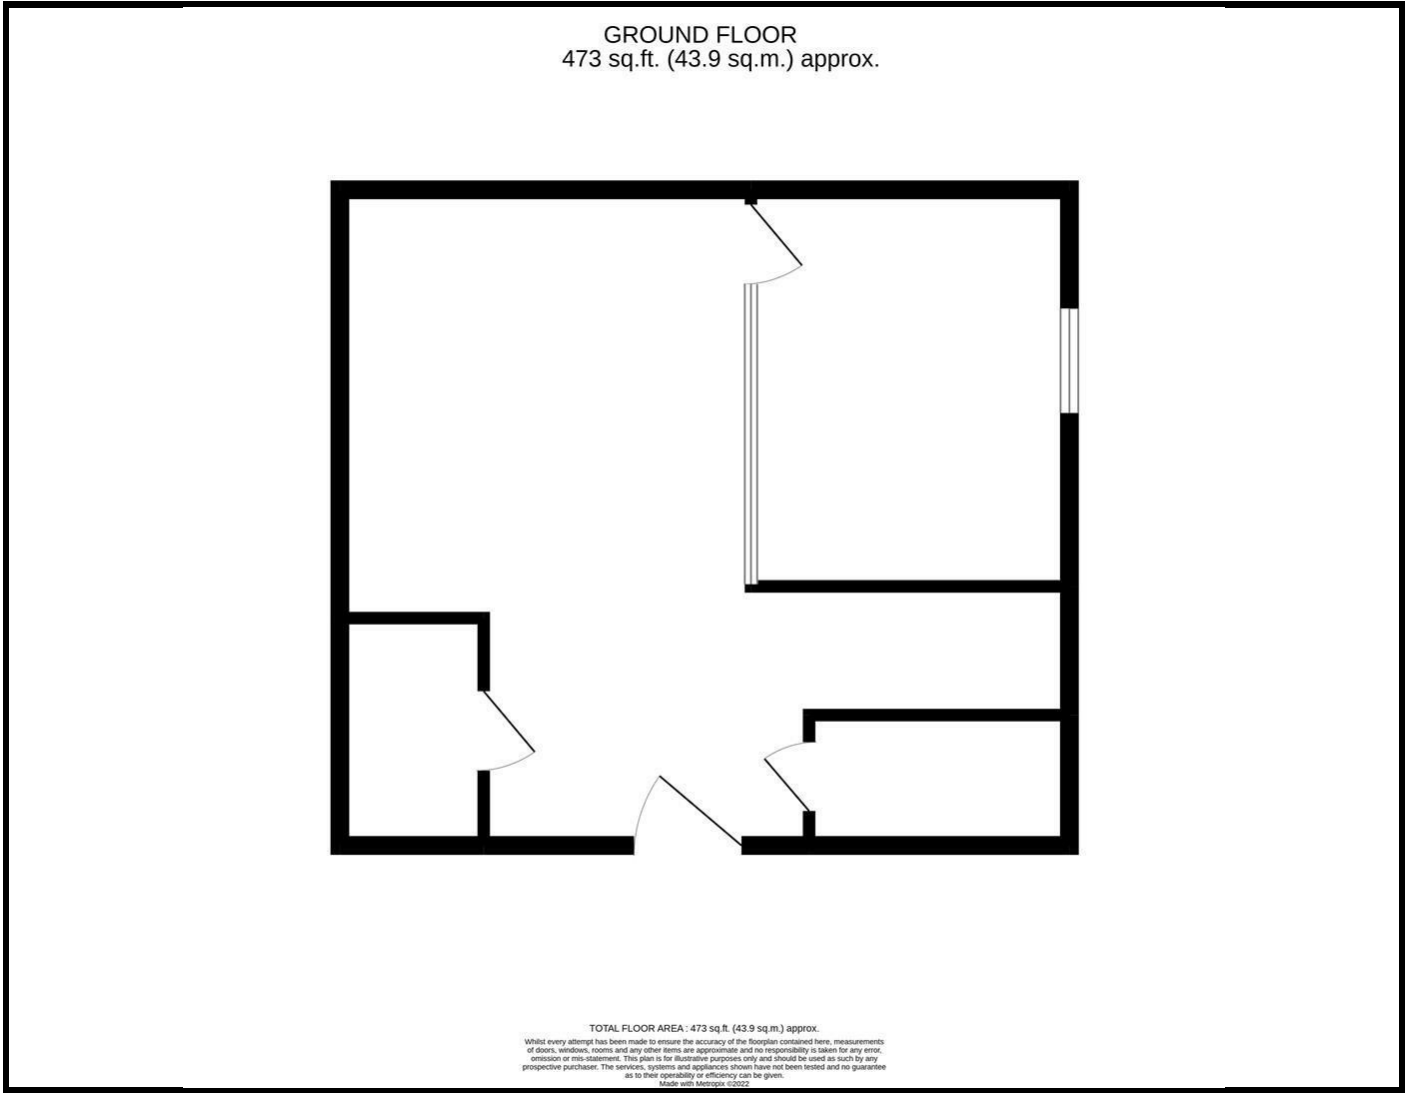 GROUND FLOOR
473 sq.ft. (43.9 sq.m.) approx.
TOTAL FLOOR AREA : 473 sq.ft. (43.9 sq.m.) approx.
Whilst every attempt has been made to ensure the accuracy of the floorplan contained here, measurements
of doors, windows, rooms and any other items are approximate and no responsibility is taken for any error,
omission or mis-statement. This plan is for illustrative purposes only and should be used as such by any
prospective purchaser. The services, systems and appliances shown have not been tested and no guarantee
as to their operability or efficiency can be given.
Made with Metropix ©2022